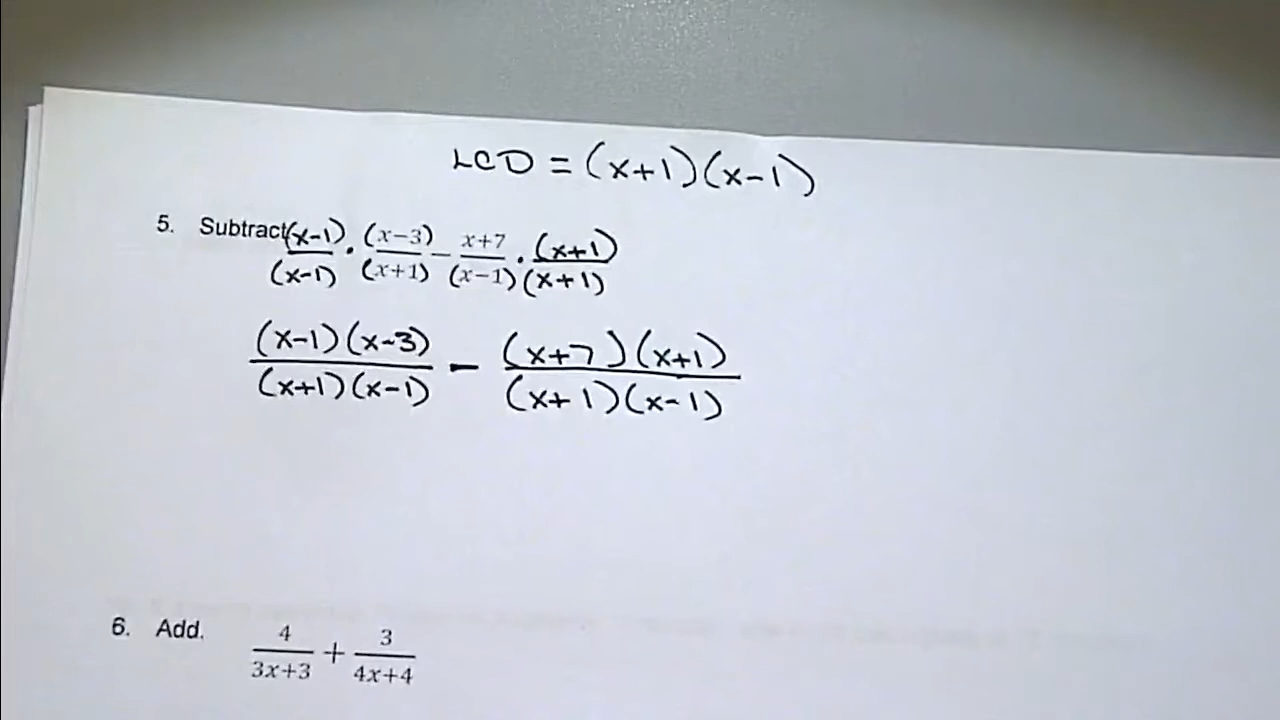 LCD = (x+1)(x-1)
5. Subtract (x-1)/(x-1) · (x-3)/(x+1) - x+7/(x-1) · (x+1)/(x+1)
(x-1)(x-3)/(x+1)(x-1) - (x+7)(x+1)/(x+1)(x-1)
6. Add. 4/3x+3 + 3/4x+4